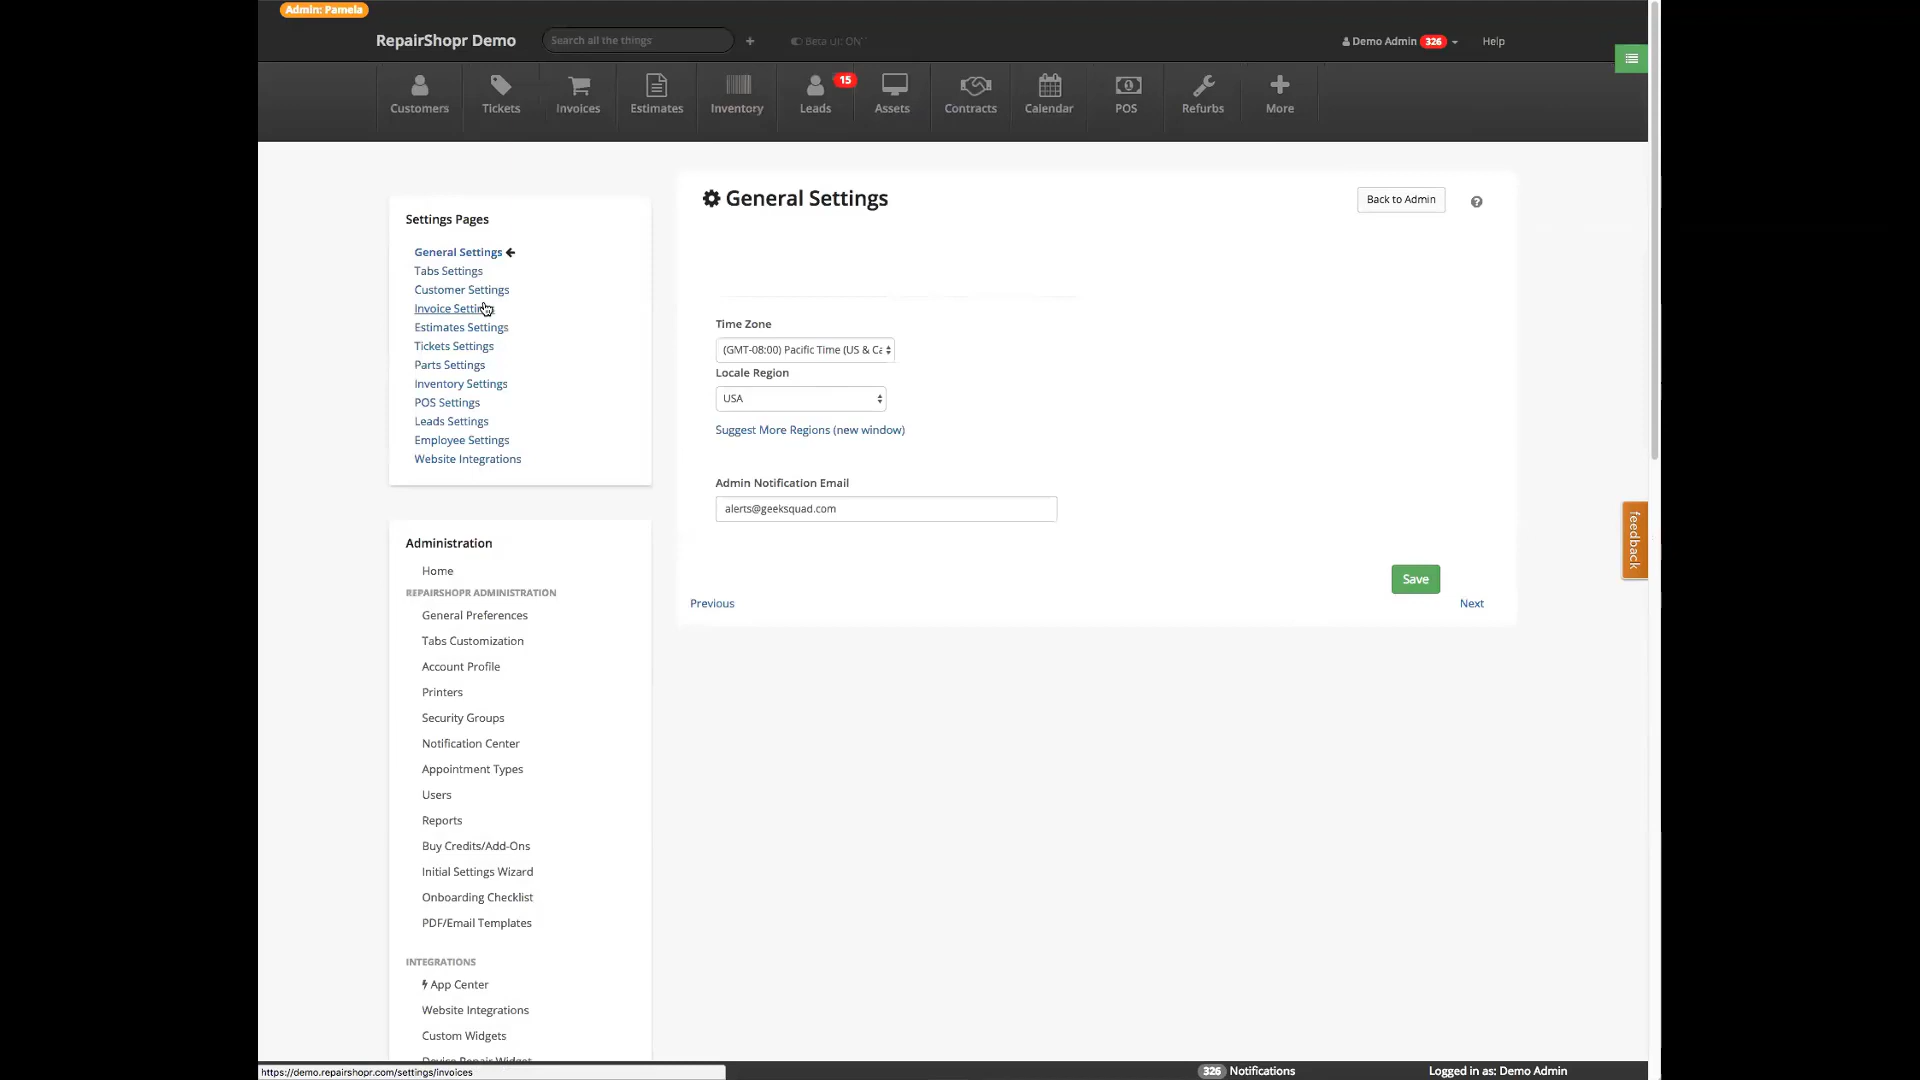 Admin: Pamela
RepairShopr Demo
Search all the things
Beta UI: ON
Demo Admin 326
Help
Customers
Tickets
Invoices
Estimates
Inventory
Leads
15
Assets
Contracts
Calendar
POS
Refurbs
More
Settings Pages
General Settings
Tabs Settings
Customer Settings
Invoice
Estimates Settings
Tickets Settings
Parts Settings
Inventory Settings
POS Settings
Leads Settings
Employee Settings
Website Integrations
General Settings
Back to Admin
Time Zone
(GMT-08:00) Pacific Time (US & Ca
Locale Region
USA
Suggest More Regions (new window)
Admin Notification Email
alerts@geeksquad.com
Save
Previous
Next
feedback
Administration
Home
REPAIRSHOPR ADMINISTRATION
General Preferences
Tabs Customization
Account Profile
Printers
Security Groups
Notification Center
Appointment Types
Users
Reports
Buy Credits/Add-Ons
Initial Settings Wizard
Onboarding Checklist
PDF/Email Templates
INTEGRATIONS
App Center
Website Integrations
Custom Widgets
Device Repair Widget
https://demo.repairshopr.com/settings/invoices
326 Notifications
Logged in as: Demo Admin